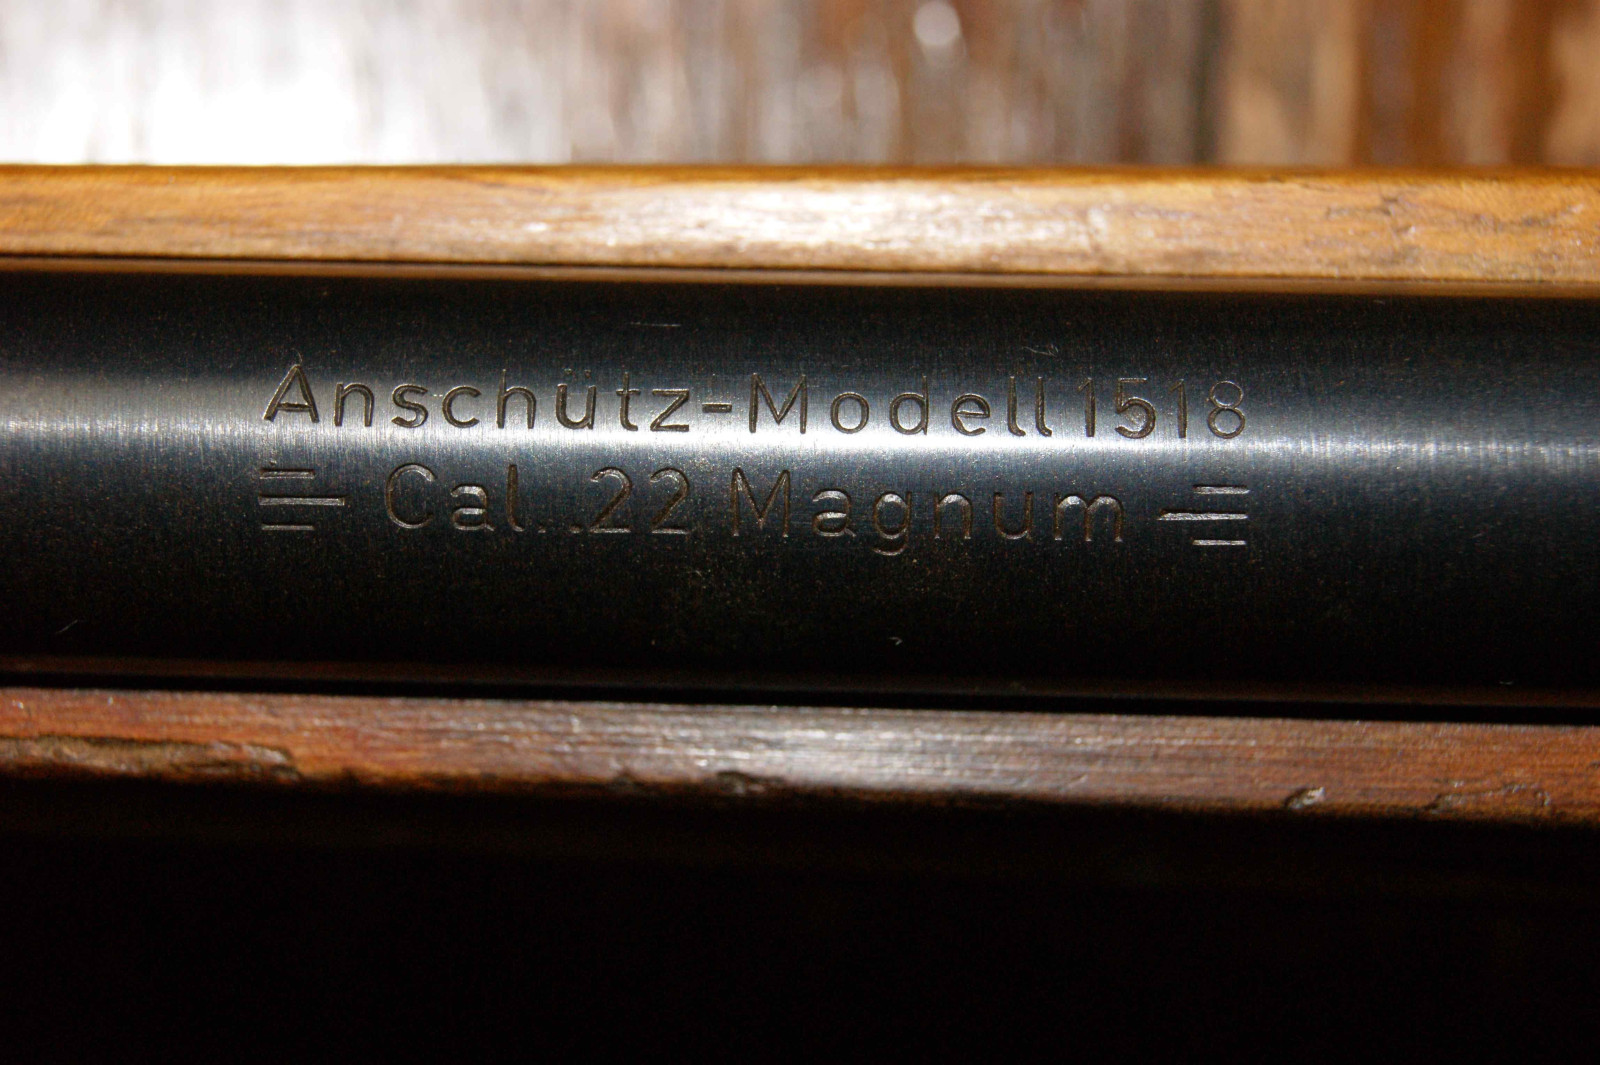 Anschütz-Modell 1518
Cal. .22 Magnum